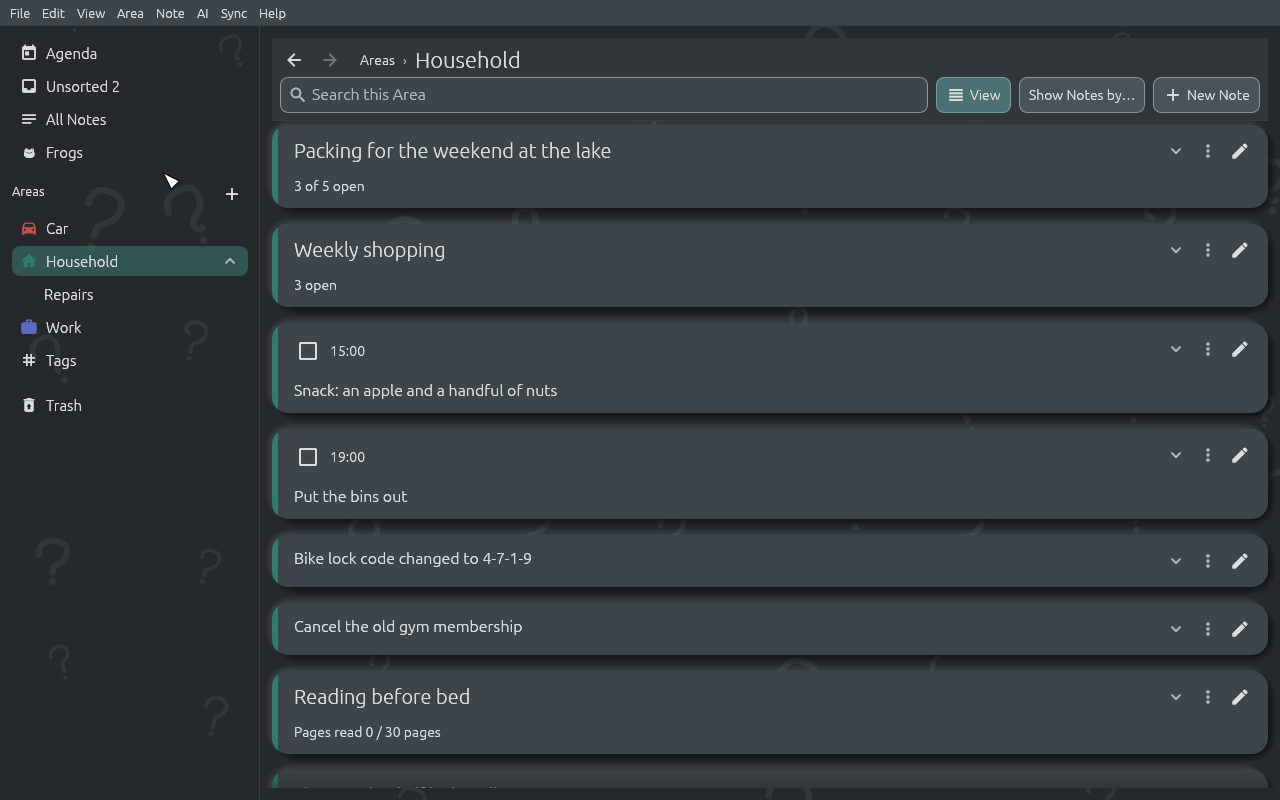 File Edit View Area Note AI Sync Help
Agenda
Unsorted 2
All Notes
Frogs
Areas
Car
Household
Repairs
Work
Tags
Trash
Areas › Household
Search this Area
View
Show Notes by...
New Note
Packing for the weekend at the lake
3 of 5 open
Weekly shopping
3 open
15:00
Snack: an apple and a handful of nuts
19:00
Put the bins out
Bike lock code changed to 4-7-1-9
Cancel the old gym membership
Reading before bed
Pages read 0 / 30 pages